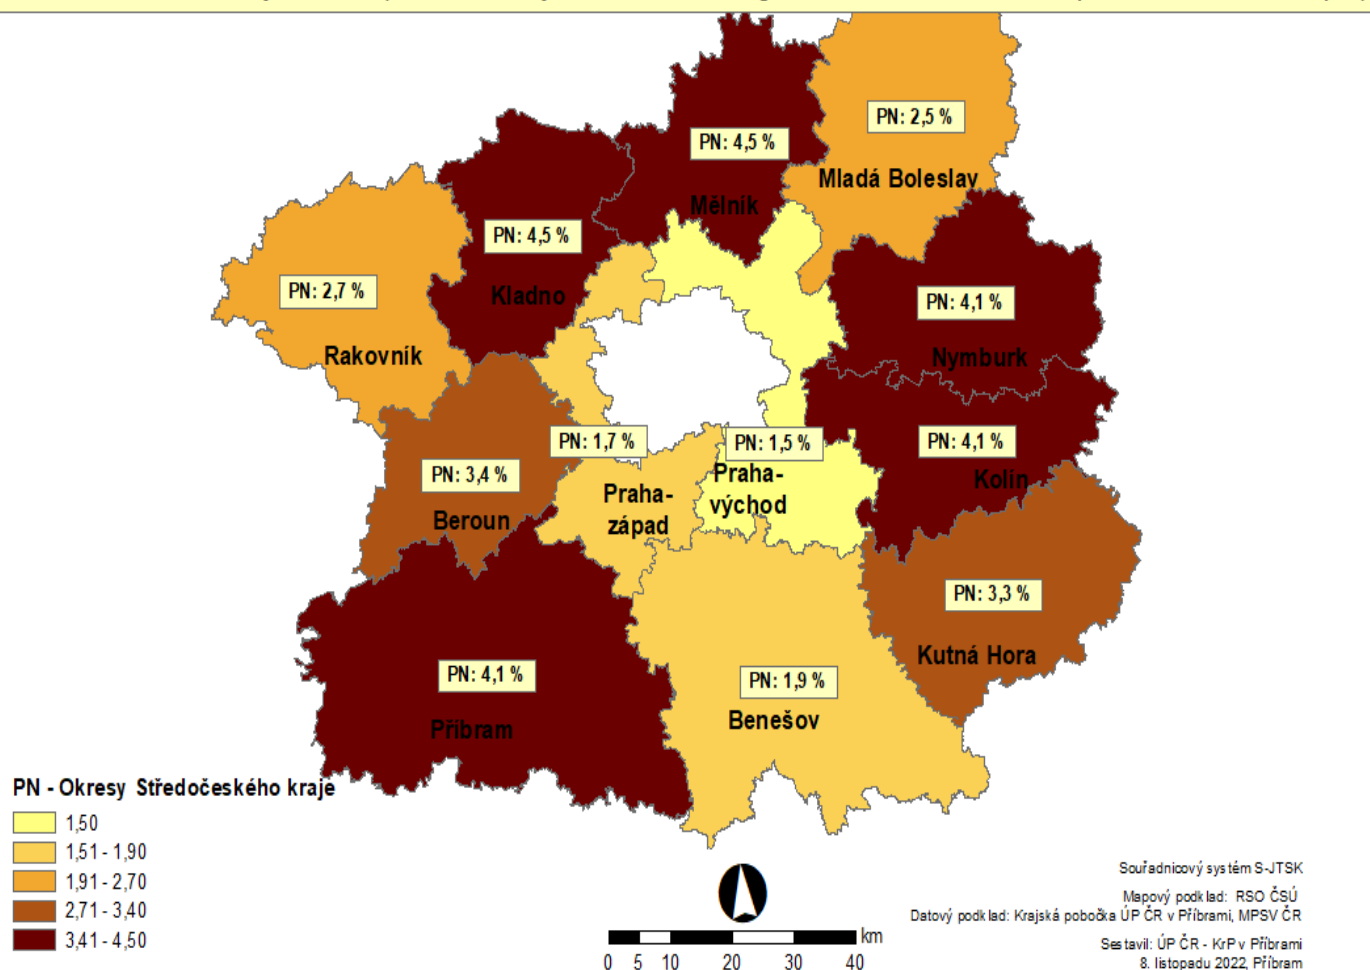 PN: 2,5 %
Mladá Boleslav
PN: 4,5 %
Mělník
PN: 4,5 %
Kladno
PN: 2,7 %
Rakovník
PN: 4,1 %
Nymburk
PN: 4,1 %
Kolín
PN: 1,7 %
Praha-
západ
PN: 1,5 %
Praha-
východ
PN: 3,4 %
Beroun
PN: 3,3 %
Kutná Hora
PN: 4,1 %
Příbram
PN: 1,9 %
Benešov
PN - Okresy Středočeského kraje
1,50
1,51 - 1,90
1,91 - 2,70
2,71 - 3,40
3,41 - 4,50
km
0 5 10 20 30 40
Souřadnicový systém S-JTSK
Mapový podklad: RSO ČSÚ
Datový podklad: Krajská pobočka ÚP ČR v Příbrami, MPSV ČR
Sestavil: ÚP ČR - KrP v Příbrami
8. listopadu 2022, Příbram